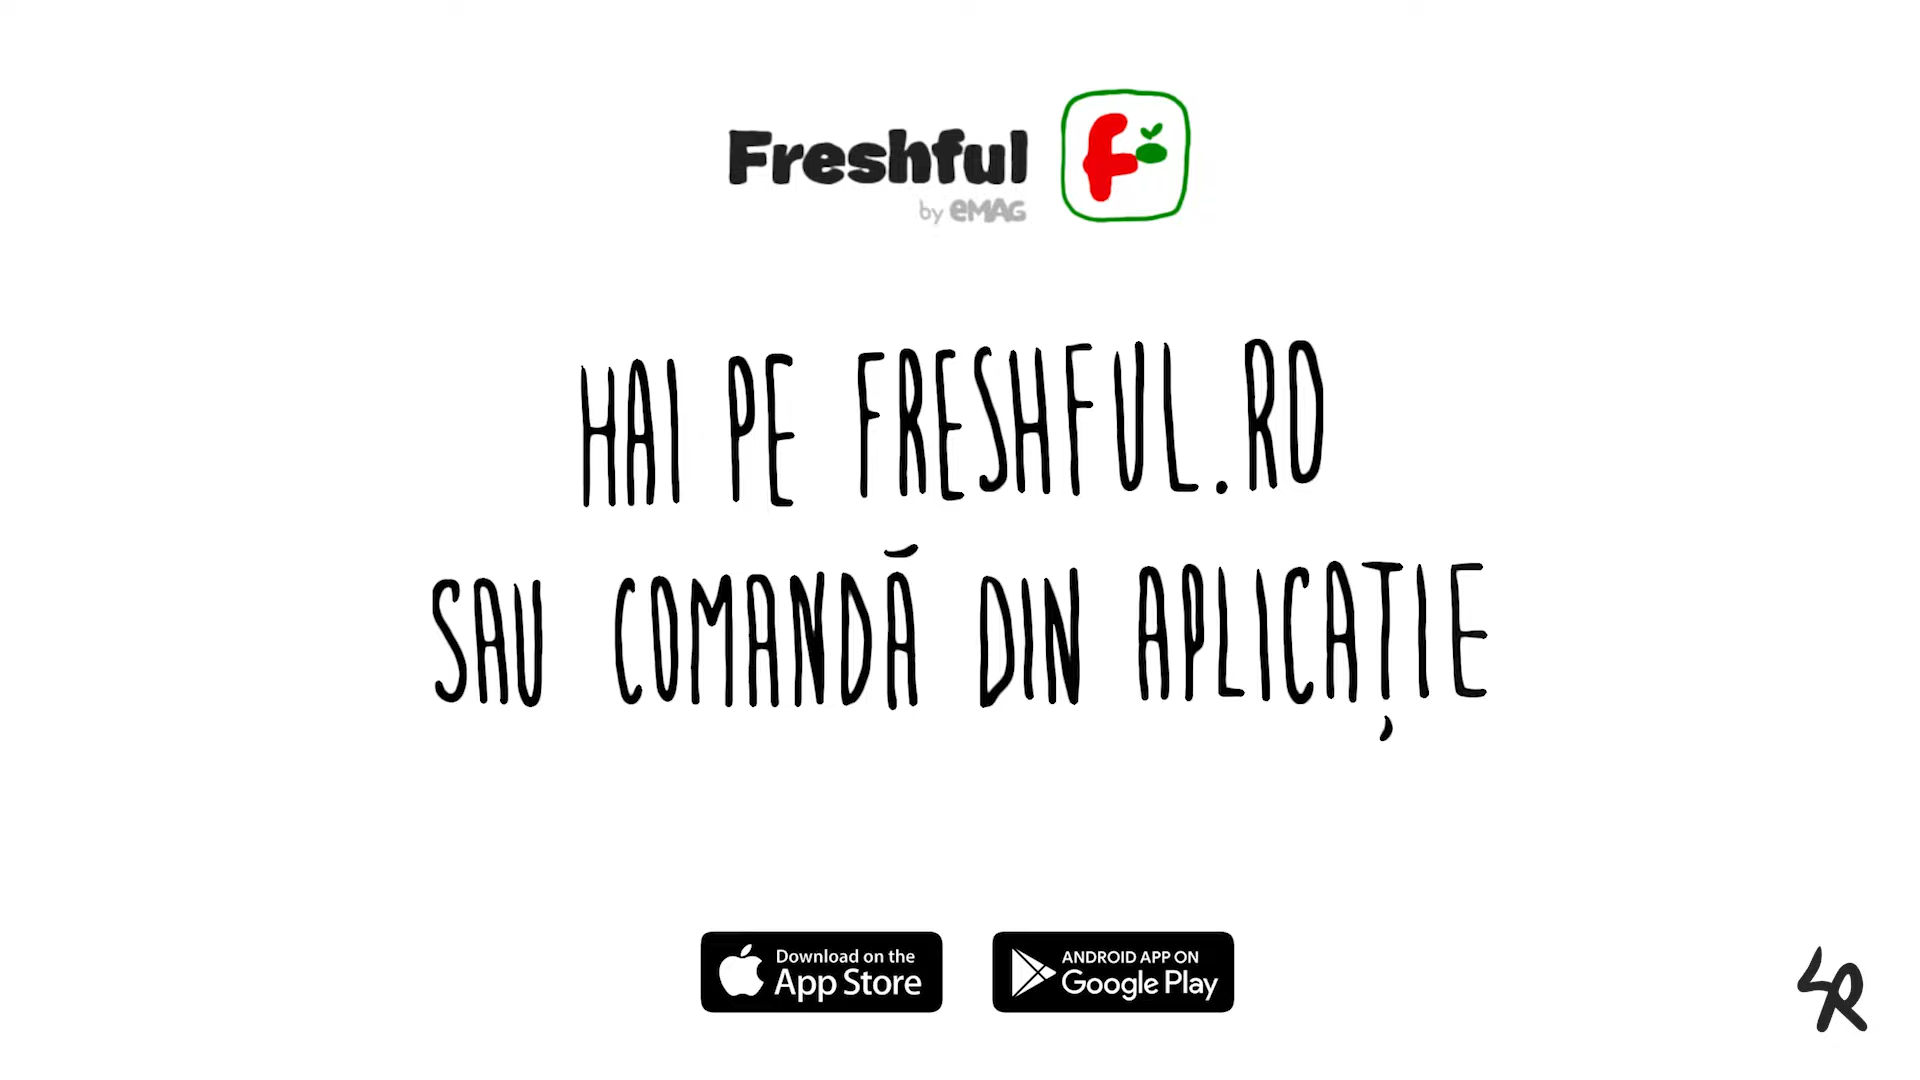 Freshful
by eMAG
F
HAI PE FRESHFUL.RO
SAU COMANDĂ DIN APLICAȚIE
Download on the
App Store
ANDROID APP ON
Google Play
SR